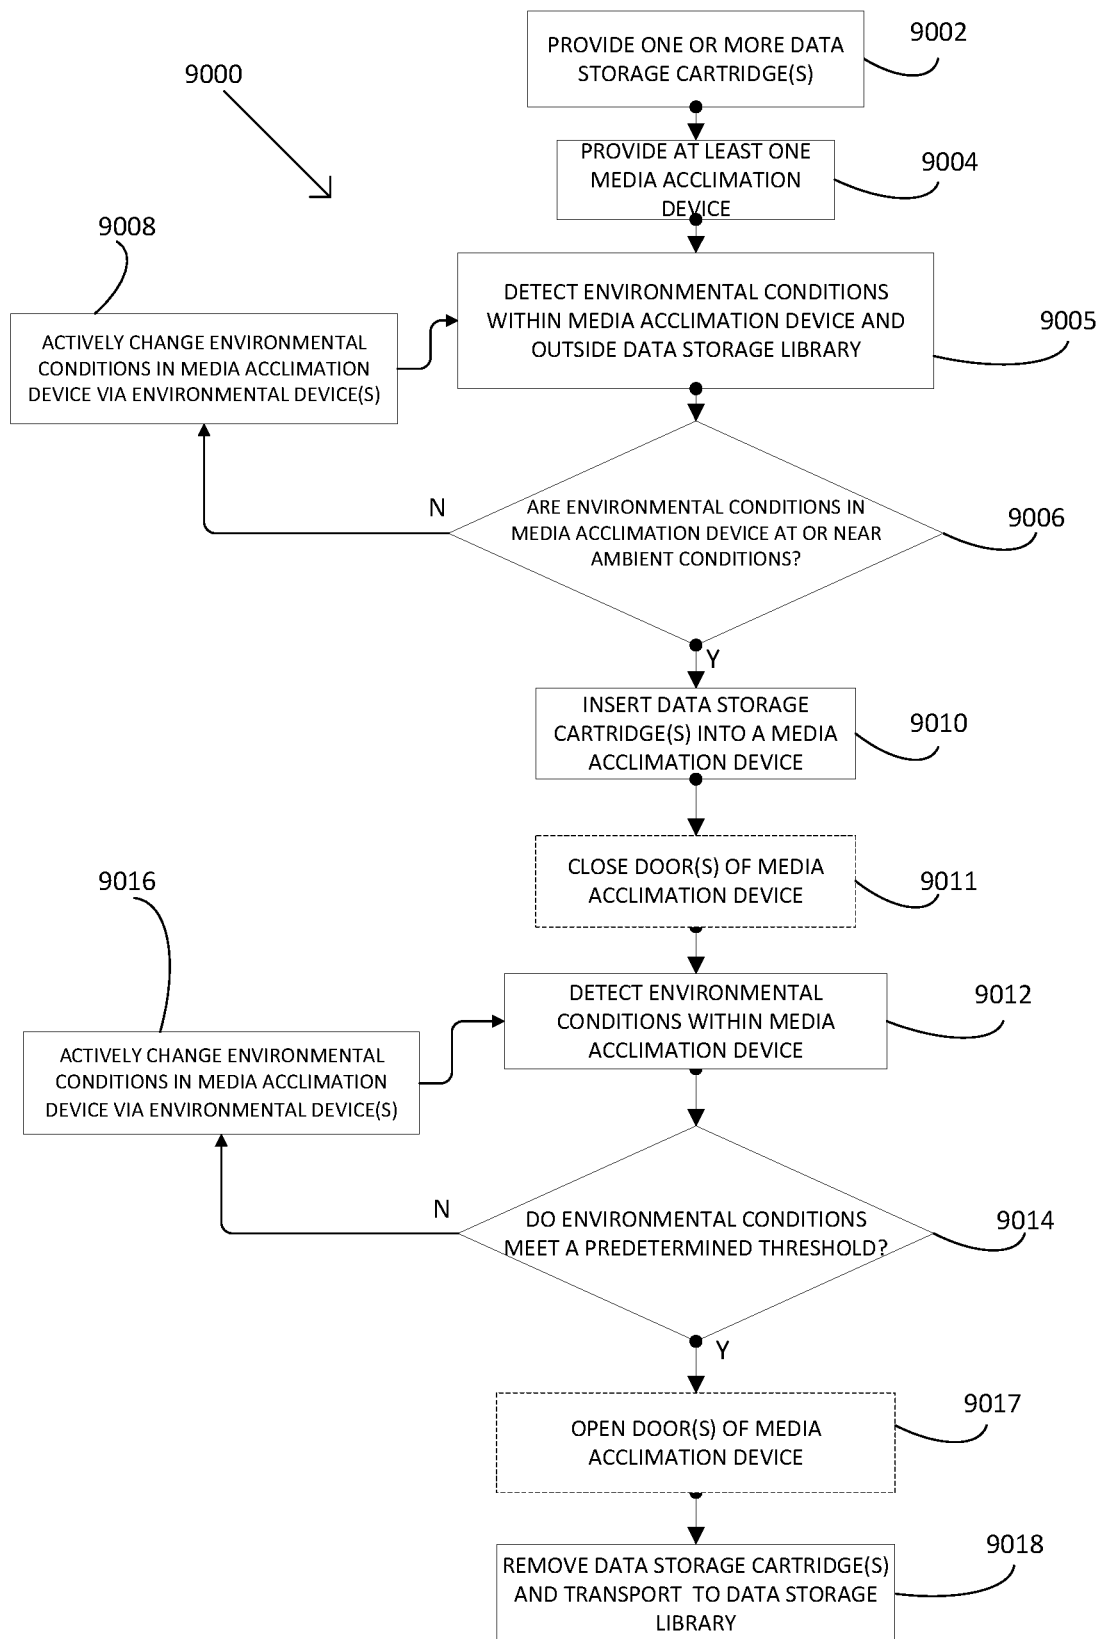 9002
PROVIDE ONE OR MORE DATA
STORAGE CARTRIDGE(S)
9000
9004
PROVIDE AT LEAST ONE
MEDIA ACCLIMATION
DEVICE
9008
DETECT ENVIRONMENTAL CONDITIONS
WITHIN MEDIA ACCLIMATION DEVICE AND
OUTSIDE DATA STORAGE LIBRARY
9005
ACTIVELY CHANGE ENVIRONMENTAL
CONDITIONS IN MEDIA ACCLIMATION
DEVICE VIA ENVIRONMENTAL DEVICE(S)
N
ARE ENVIRONMENTAL CONDITIONS IN
MEDIA ACCLIMATION DEVICE AT OR NEAR
AMBIENT CONDITIONS?
9006
Y
INSERT DATA STORAGE
CARTRIDGE(S) INTO A MEDIA
ACCLIMATION DEVICE
9010
CLOSE DOOR(S) OF MEDIA
ACCLIMATION DEVICE
9011
9016
DETECT ENVIRONMENTAL
CONDITIONS WITHIN MEDIA
ACCLIMATION DEVICE
9012
ACTIVELY CHANGE ENVIRONMENTAL
CONDITIONS IN MEDIA ACCLIMATION
DEVICE VIA ENVIRONMENTAL DEVICE(S)
N
DO ENVIRONMENTAL CONDITIONS
MEET A PREDETERMINED THRESHOLD?
9014
Y
OPEN DOOR(S) OF MEDIA
ACCLIMATION DEVICE
9017
REMOVE DATA STORAGE CARTRIDGE(S)
AND TRANSPORT TO DATA STORAGE
LIBRARY
9018